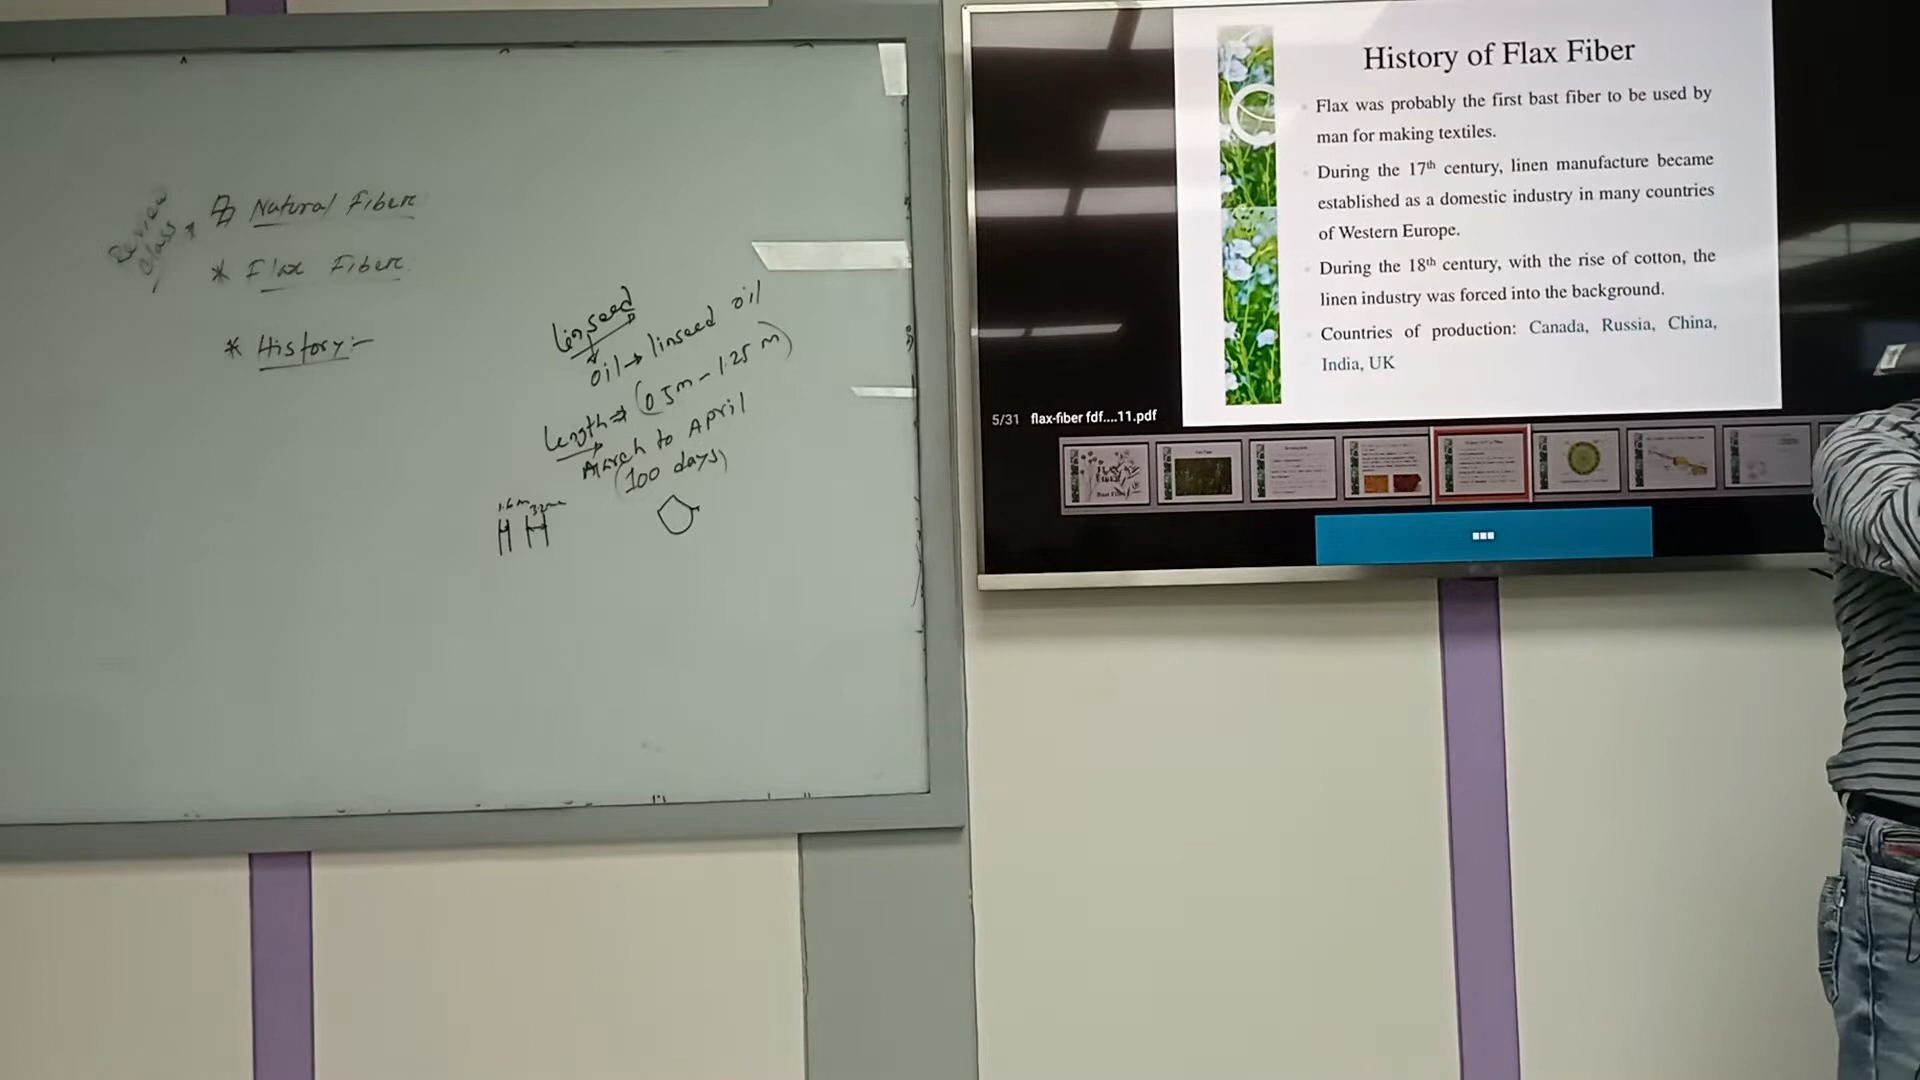 Review
class
Natural Fiber
* Flax Fiber
* History:-
Linseed
oil → linseed oil
Length ⇒ (0.5m - 1.25 m)
March to April
(100 days)
1.6m 32mm
History of Flax Fiber
Flax was probably the first bast fiber to be used by
man for making textiles.
During the 17th century, linen manufacture became
established as a domestic industry in many countries
of Western Europe.
During the 18th century, with the rise of cotton, the
linen industry was forced into the background.
Countries of production: Canada, Russia, China,
India, UK
5/31 flax-fiber fdf....11.pdf